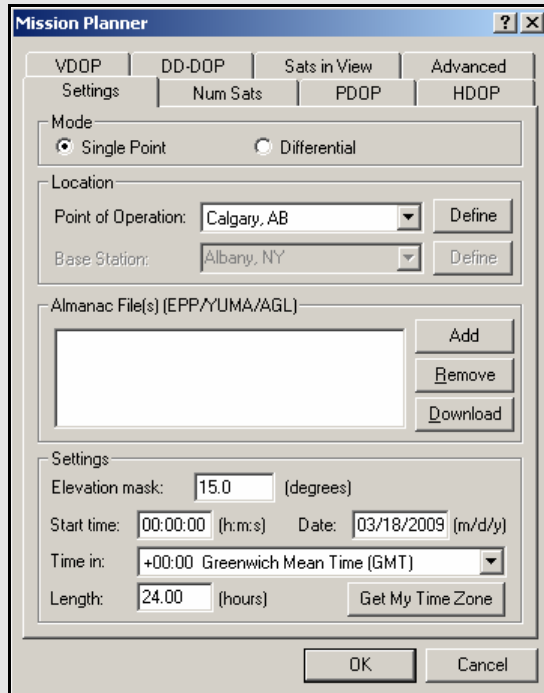 Mission Planner
VDOP DD-DOP Sats in View Advanced
Settings Num Sats PDOP HDOP
Mode
Single Point Differential
Location
Point of Operation: Calgary, AB Define
Base Station: Albany, NY Define
Almanac File(s) (EPP/YUMA/AGL)
Add
Remove
Download
Settings
Elevation mask: 15.0 (degrees)
Start time: 00:00:00 (h:m:s) Date: 03/18/2009 (m/d/y)
Time in: +00:00 Greenwich Mean Time (GMT)
Length: 24.00 (hours) Get My Time Zone
OK Cancel